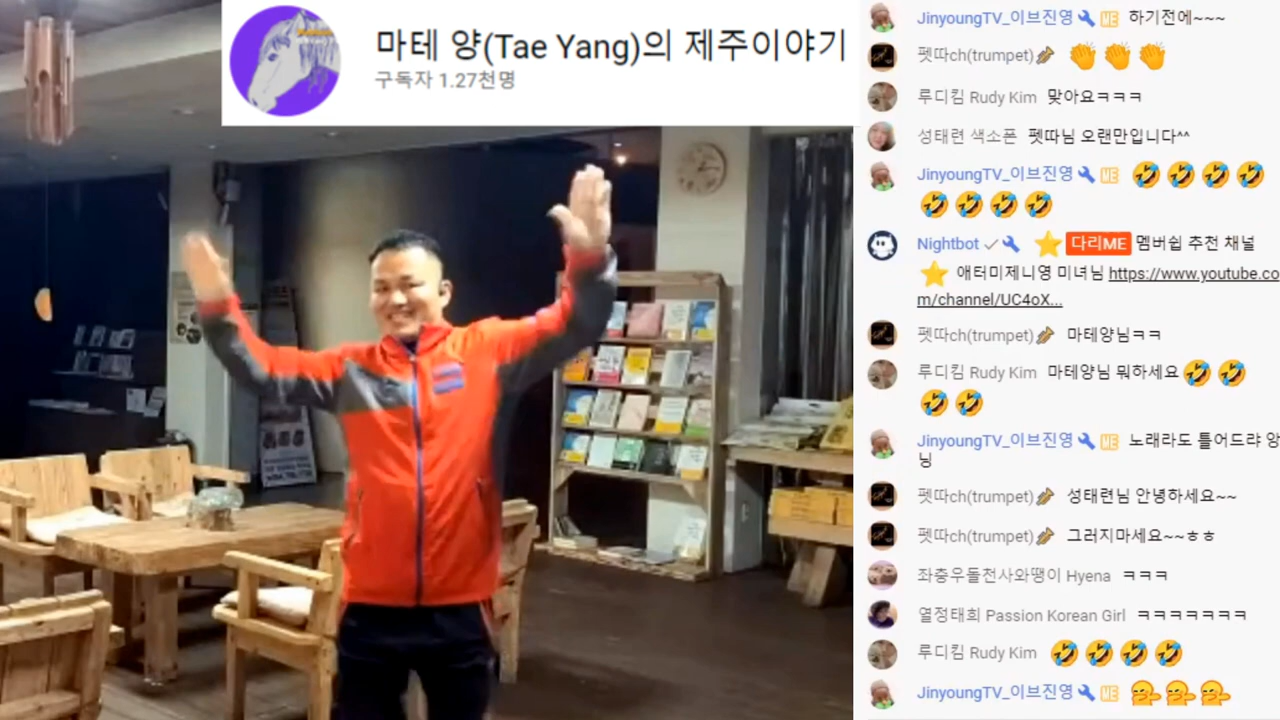 마테 양(Tae Yang)의 제주이야기
구독자 1.27천명
JinyoungTV_이브진영 ME 하기전에~~~
펫따ch(trumpet) 👏👏👏
루디킴 Rudy Kim 맞아요ㅋㅋㅋ
성태련 색소폰 펫따님 오랜만입니다^^
JinyoungTV_이브진영 ME 🤣🤣🤣🤣
🤣🤣🤣🤣
Nightbot ⭐ 다리ME 멤버쉽 추천 채널
⭐ 애터미제니영 미녀님 https://www.youtube.co
m/channel/UC4oX...
펫따ch(trumpet) 마테양님ㅋㅋ
루디킴 Rudy Kim 마테양님 뭐하세요🤣🤣
🤣🤣
JinyoungTV_이브진영 ME 노래라도 틀어드랴 앙
닝
펫따ch(trumpet) 성태련님 안녕하세요~~
펫따ch(trumpet) 그러지마세요~~ㅎㅎ
좌충우돌천사와땡이 Hyena ㅋㅋㅋ
열정태희 Passion Korean Girl ㅋㅋㅋㅋㅋㅋㅋ
루디킴 Rudy Kim 🤣🤣🤣🤣
JinyoungTV_이브진영 ME